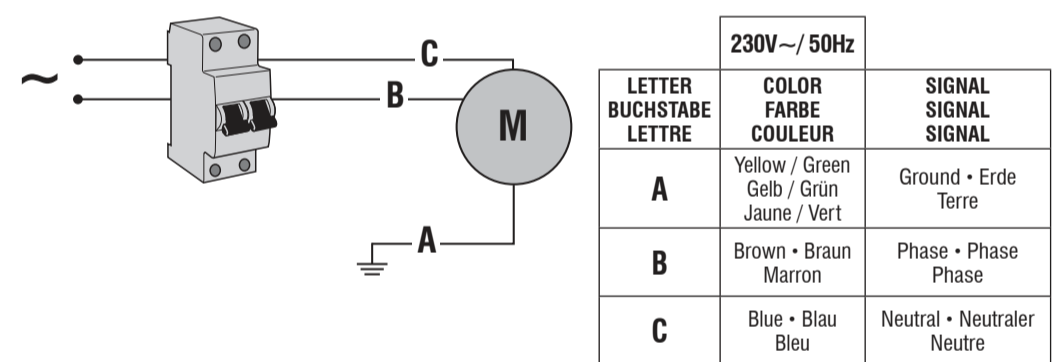 ~
C
B
M
A
230V~/ 50Hz
LETTER
BUCHSTABE
LETTRE
COLOR
FARBE
COULEUR
SIGNAL
SIGNAL
SIGNAL
A
Yellow / Green
Gelb / Grün
Jaune / Vert
Ground • Erde
Terre
B
Brown • Braun
Marron
Phase • Phase
Phase
C
Blue • Blau
Bleu
Neutral • Neutraler
Neutre